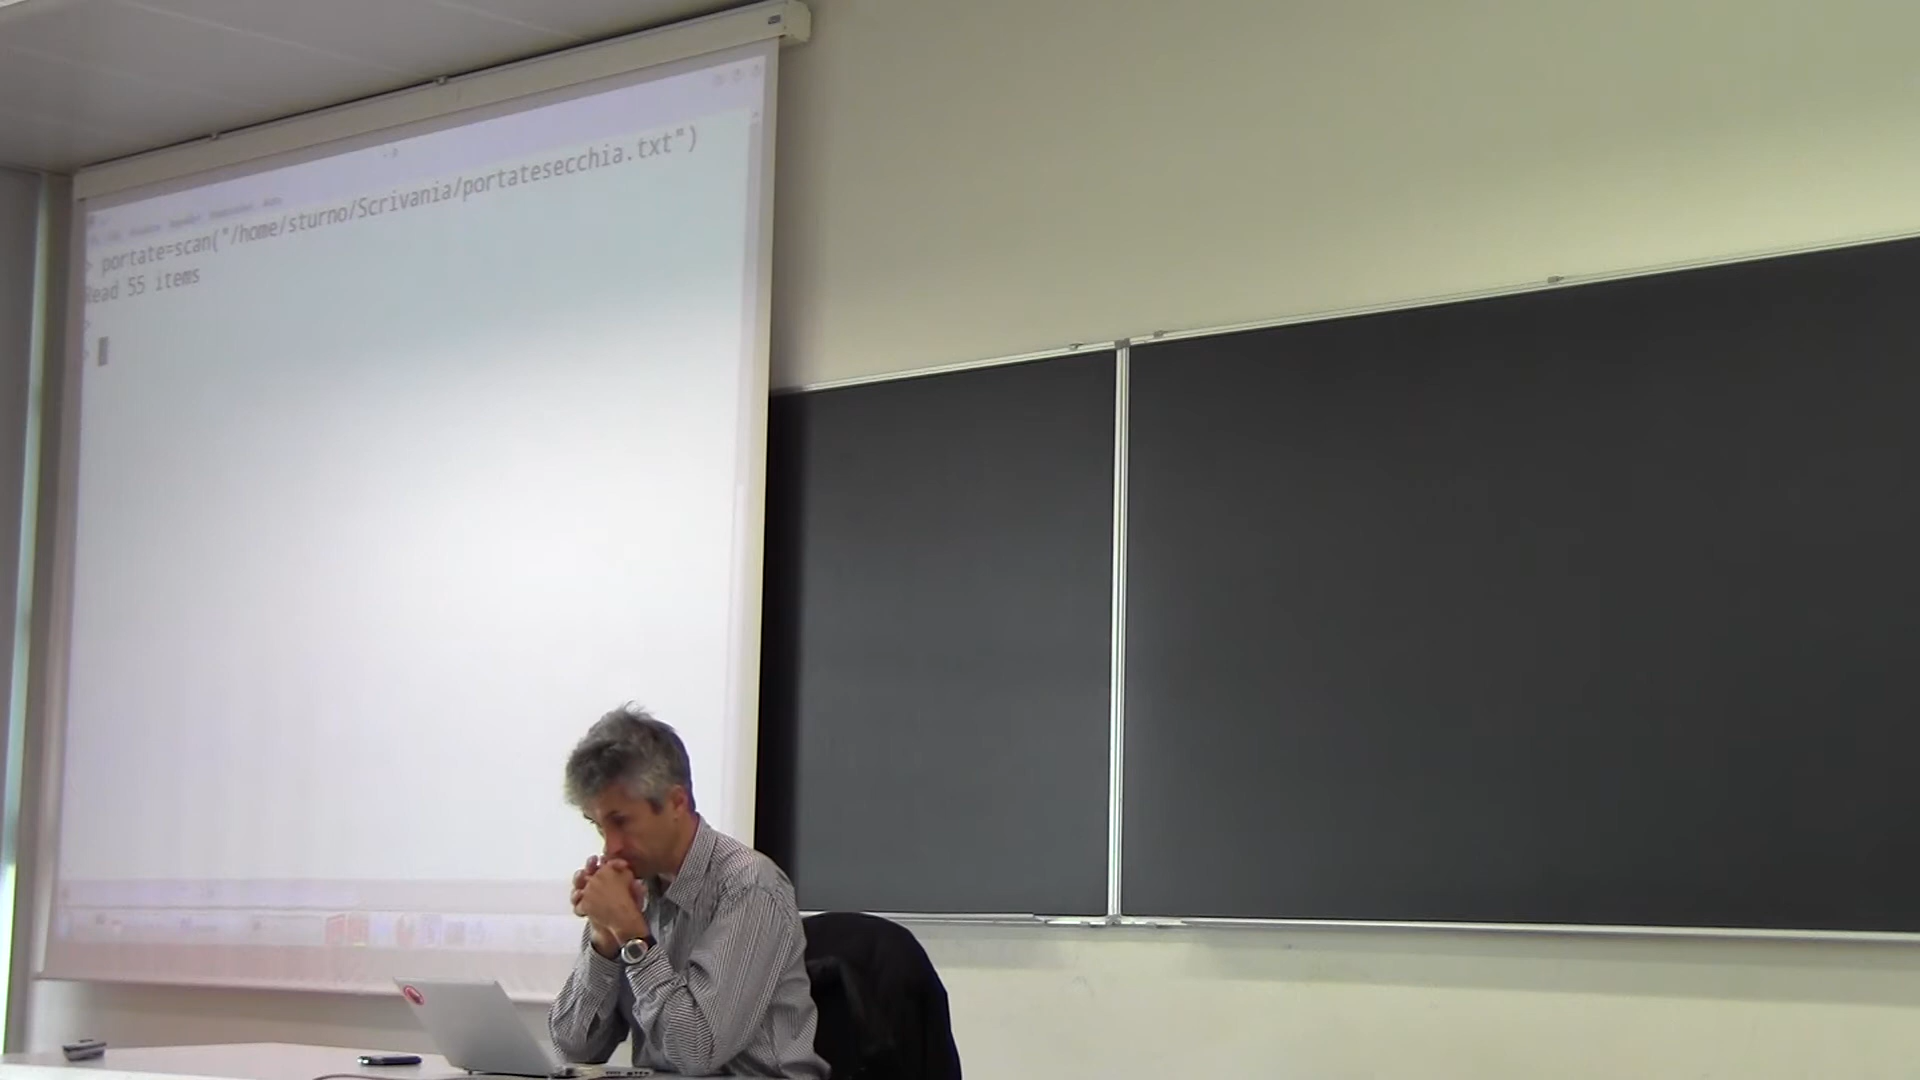 > portate=scan("/home/sturno/Scrivania/portatesecchia.txt")
Read 55 items
>
>